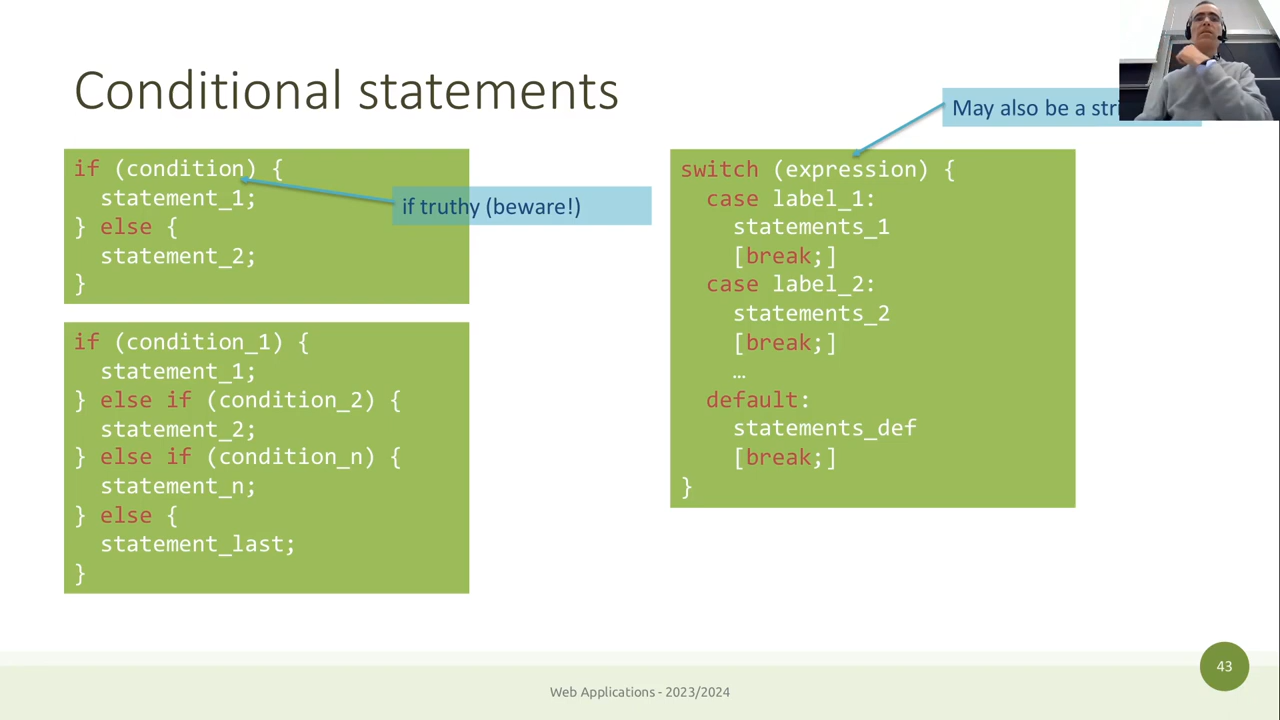 Conditional statements
if (condition) {
statement_1;
} else {
statement_2;
}
if truthy (beware!)
if (condition_1) {
statement_1;
} else if (condition_2) {
statement_2;
} else if (condition_n) {
statement_n;
} else {
statement_last;
}
May also be a
switch (expression) {
case label_1:
statements_1
[break;]
case label_2:
statements_2
[break;]
…
default:
statements_def
[break;]
}
Web Applications - 2023/2024
43